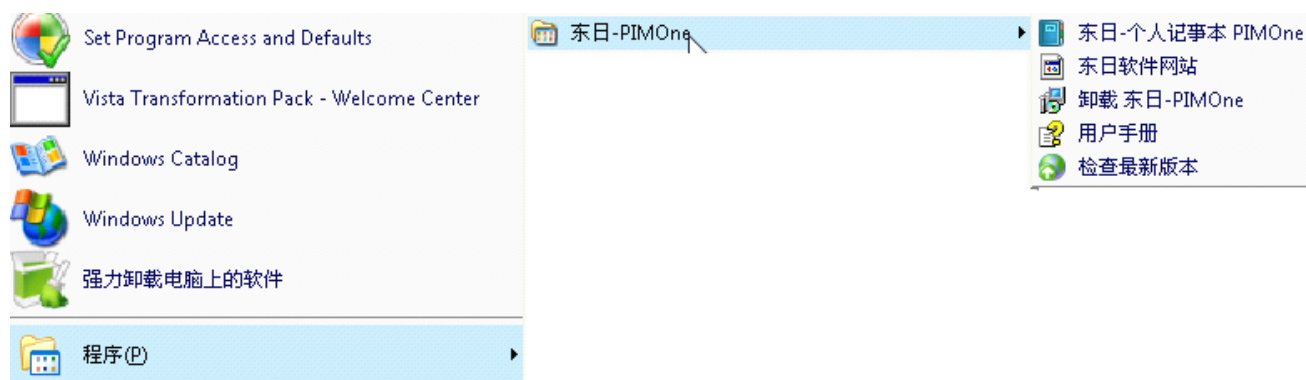 Set Program Access and Defaults
Vista Transformation Pack - Welcome Center
Windows Catalog
Windows Update
强力卸载电脑上的软件
程序(P)
东日-PIMOne
东日-个人记事本 PIMOne
东日软件网站
卸载 东日-PIMOne
用户手册
检查最新版本